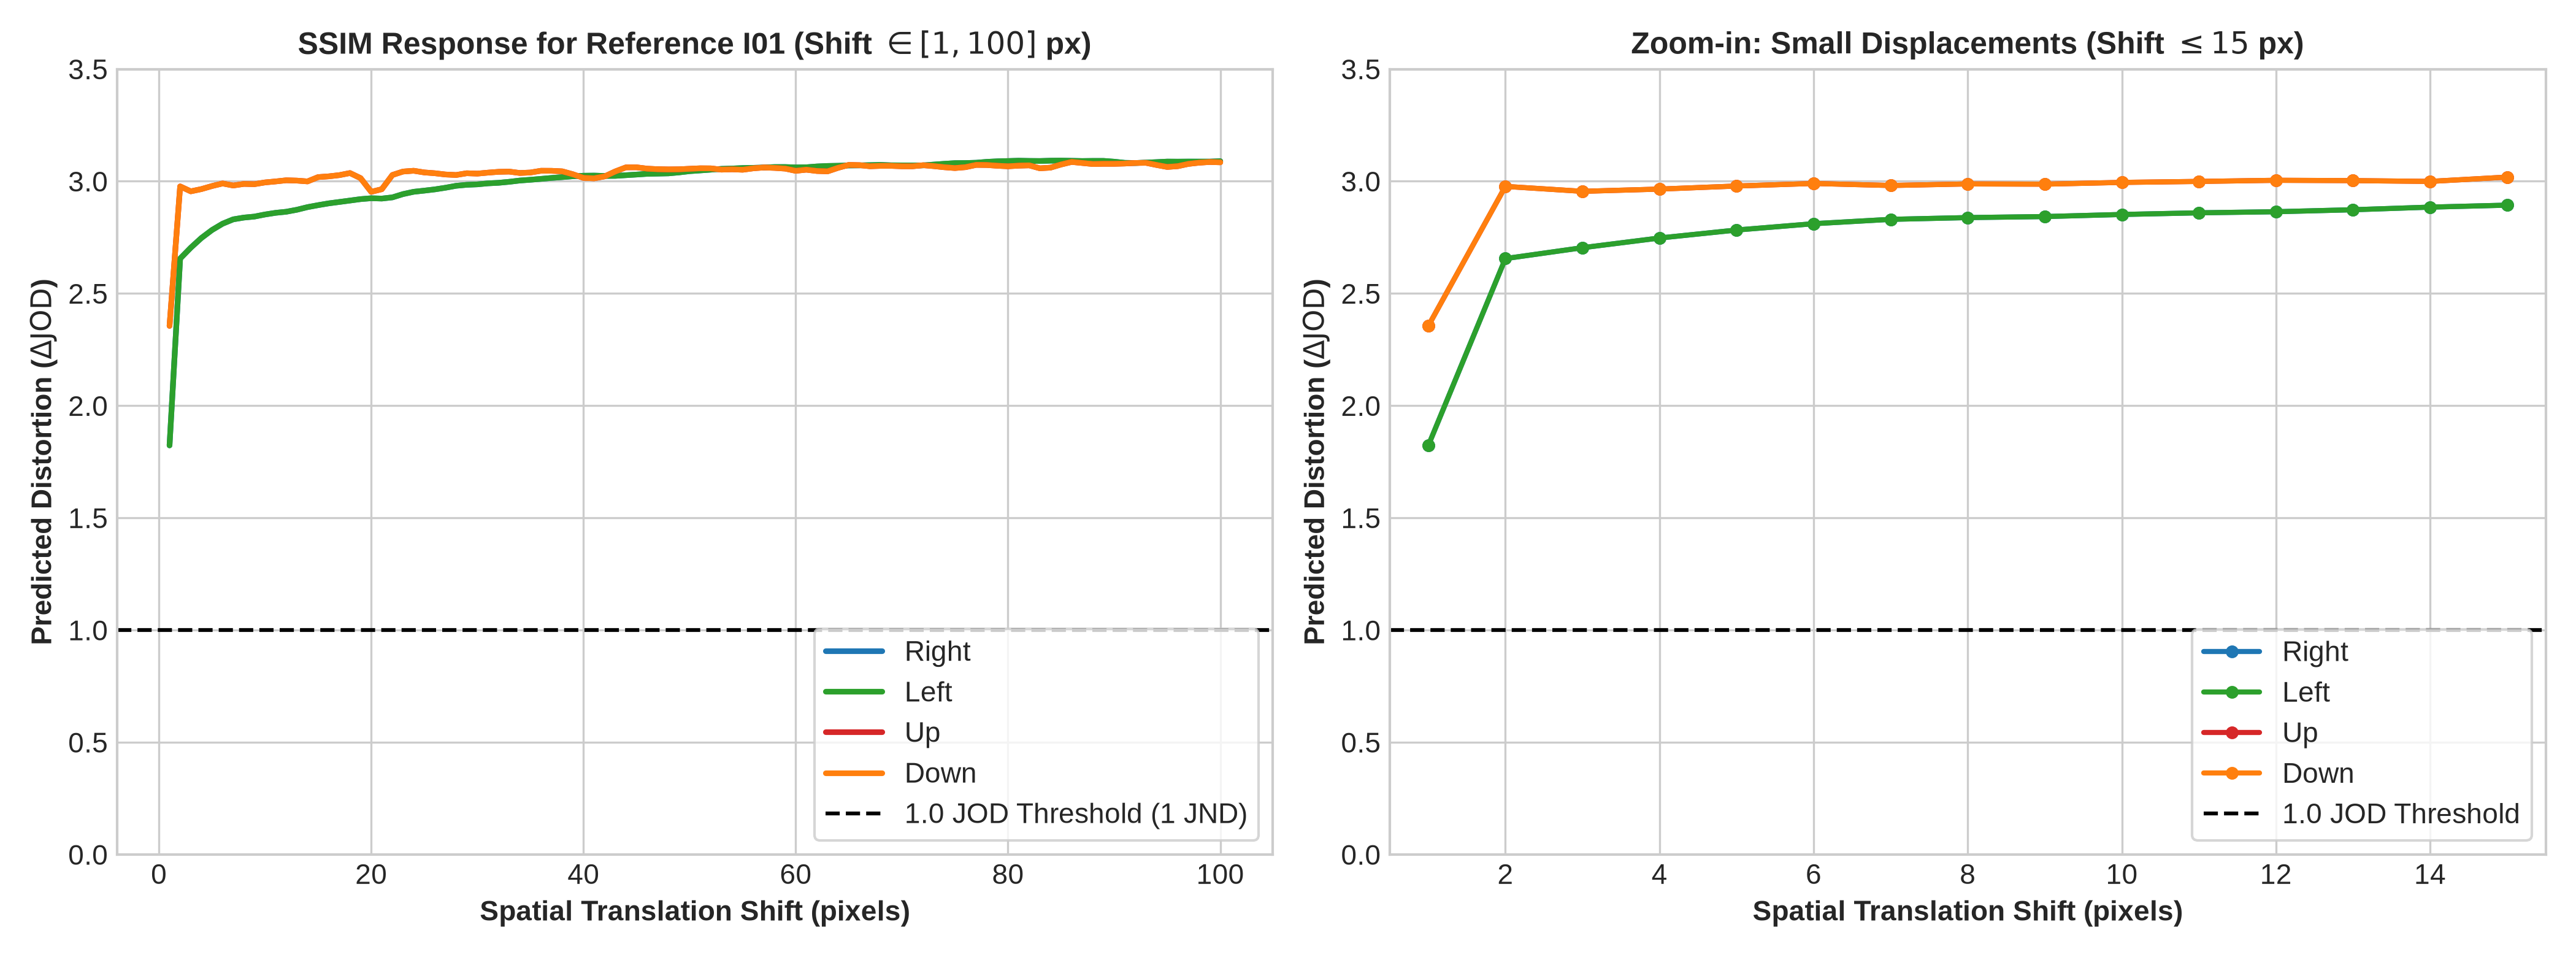 SSIM Response for Reference I01 (Shift ∈ [1, 100] px)
3.5
3.0
2.5
2.0
1.5
1.0
0.5
0.0
Predicted Distortion (ΔJOD)
0 20 40 60 80 100
Spatial Translation Shift (pixels)
Right
Left
Up
Down
1.0 JOD Threshold (1 JND)
Zoom-in: Small Displacements (Shift ≤ 15 px)
3.5
3.0
2.5
2.0
1.5
1.0
0.5
0.0
Predicted Distortion (ΔJOD)
2 4 6 8 10 12 14
Spatial Translation Shift (pixels)
Right
Left
Up
Down
1.0 JOD Threshold